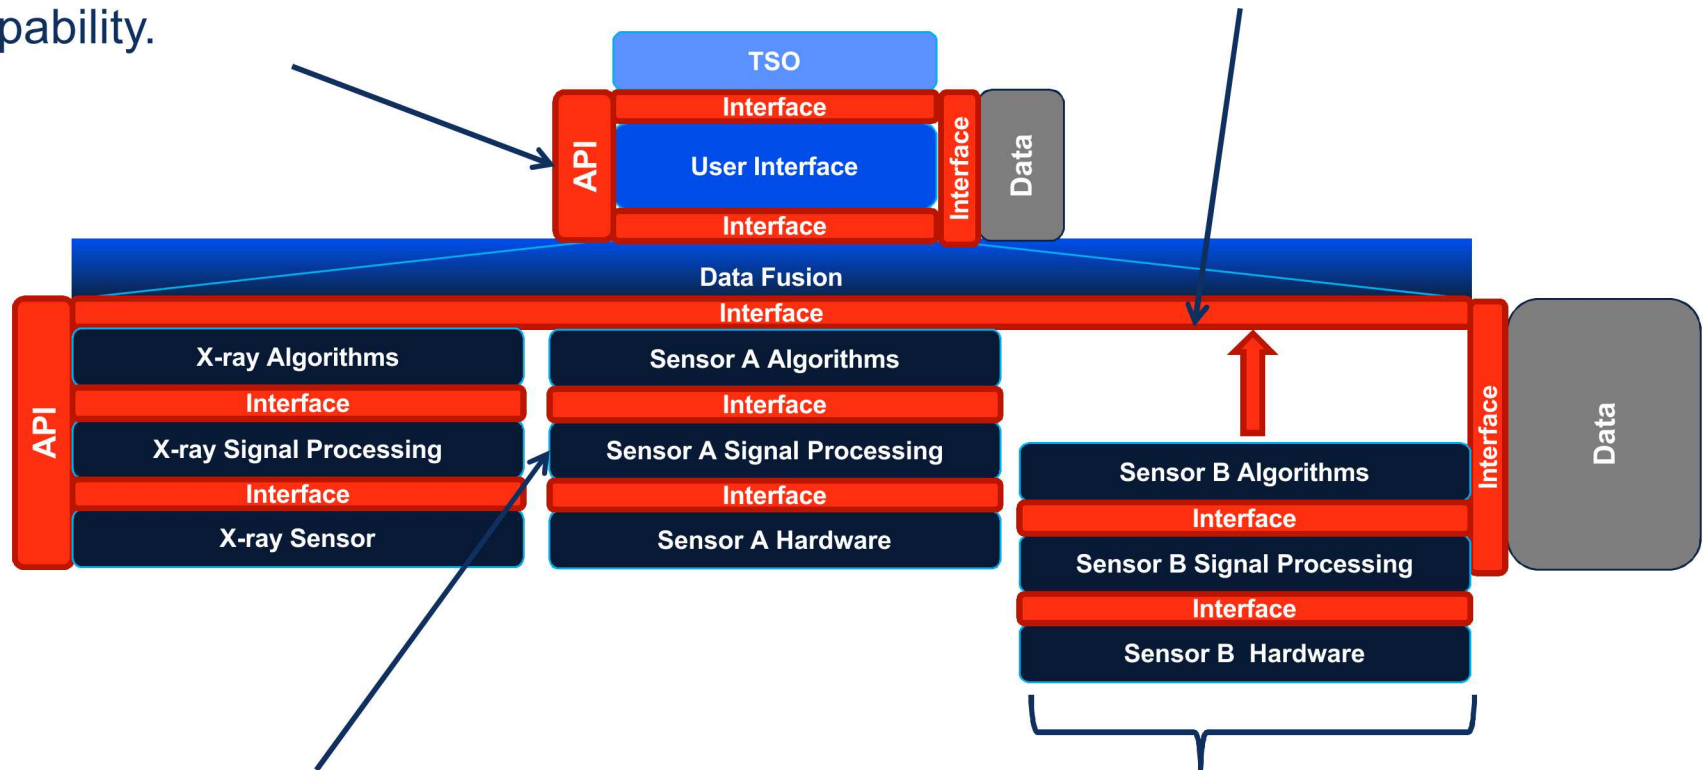 pability.
TSO
Interface
API
User Interface
Interface
Data
Interface
Data Fusion
Interface
API
X-ray Algorithms
Interface
X-ray Signal Processing
Interface
X-ray Sensor
Sensor A Algorithms
Interface
Sensor A Signal Processing
Interface
Sensor A Hardware
Sensor B Algorithms
Interface
Sensor B Signal Processing
Interface
Sensor B Hardware
Interface
Data